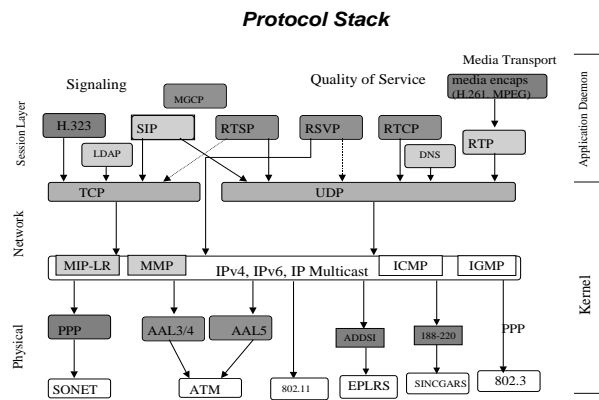 Protocol Stack
Media Transport
Signaling
Quality of Service
media encaps
(H.261, MPEG)
MGCP
H.323
SIP
RTSP
RSVP
RTCP
RTP
LDAP
DNS
Session Layer
Application Daemon
TCP
UDP
Network
MIP-LR
MMP
IPv4, IPv6, IP Multicast
ICMP
IGMP
Kernel
Physical
PPP
AAL3/4
AAL5
ADDSI
188-220
PPP
SONET
ATM
802.11
EPLRS
SINCGARS
802.3